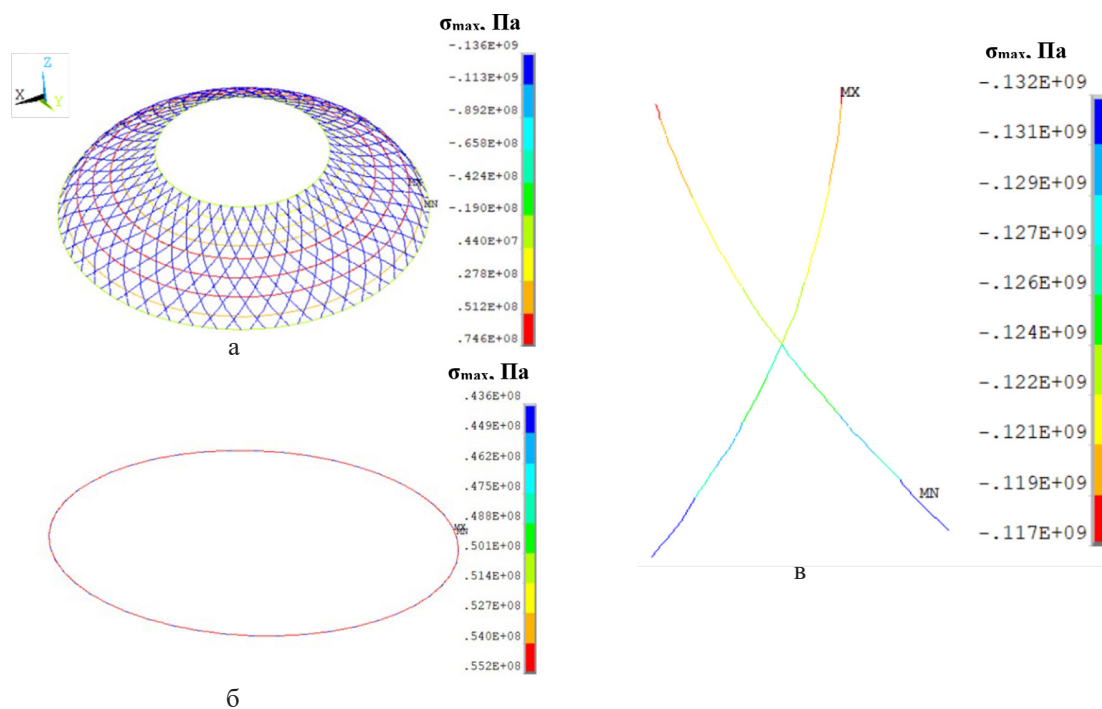 σmax, Па
-.136E+09
-.113E+09
-.892E+08
-.658E+08
-.424E+08
-.190E+08
.440E+07
.278E+08
.512E+08
.746E+08
Z
X
Y
MX
MN
а
σmax, Па
.436E+08
.449E+08
.462E+08
.475E+08
.488E+08
.501E+08
.514E+08
.527E+08
.540E+08
.552E+08
MX
MN
б
σmax, Па
-.132E+09
-.131E+09
-.129E+09
-.127E+09
-.126E+09
-.124E+09
-.122E+09
-.121E+09
-.119E+09
-.117E+09
MX
MN
в